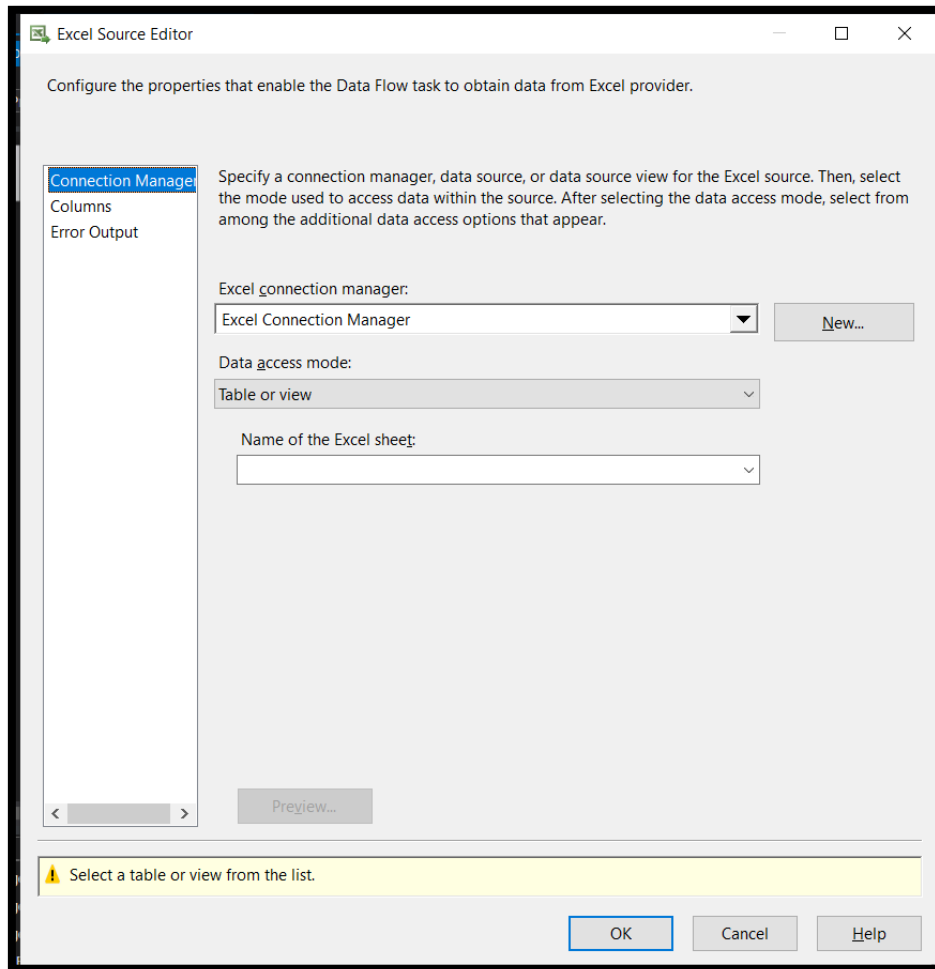 Excel Source Editor
Configure the properties that enable the Data Flow task to obtain data from Excel provider.
Connection Manager
Columns
Error Output
Specify a connection manager, data source, or data source view for the Excel source. Then, select
the mode used to access data within the source. After selecting the data access mode, select from
among the additional data access options that appear.
Excel connection manager:
Excel Connection Manager
New...
Data access mode:
Table or view
Name of the Excel sheet:
Preview...
Select a table or view from the list.
OK
Cancel
Help